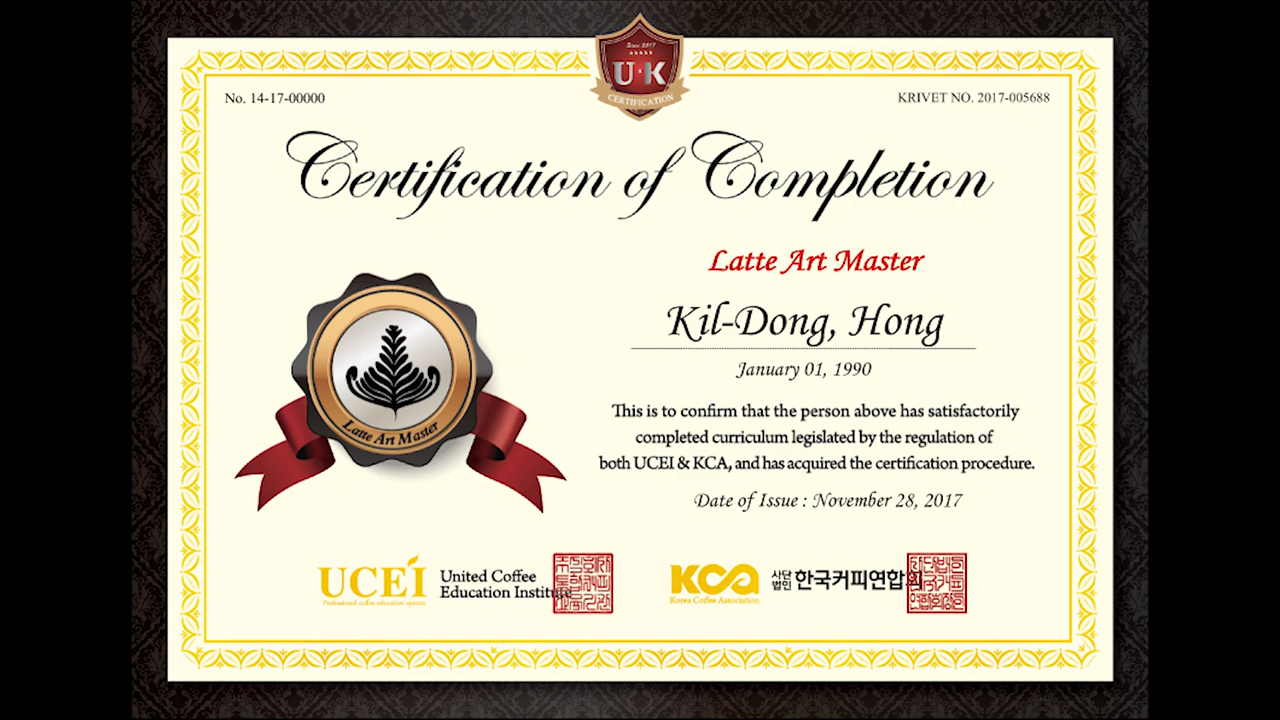 Since 2017
U·K
CERTIFICATION
No. 14-17-00000
KRIVET NO. 2017-005688
Certification of Completion
Latte Art Master
Kil-Dong, Hong
January 01, 1990
This is to confirm that the person above has satisfactorily
completed curriculum legislated by the regulation of
both UCEI & KCA, and has acquired the certification procedure.
Date of Issue : November 28, 2017
Latte Art Master
UCEI
Professional coffee education system
United Coffee
Education Institute
KCA
Korea Coffee Association
사단
법인
한국커피연합회